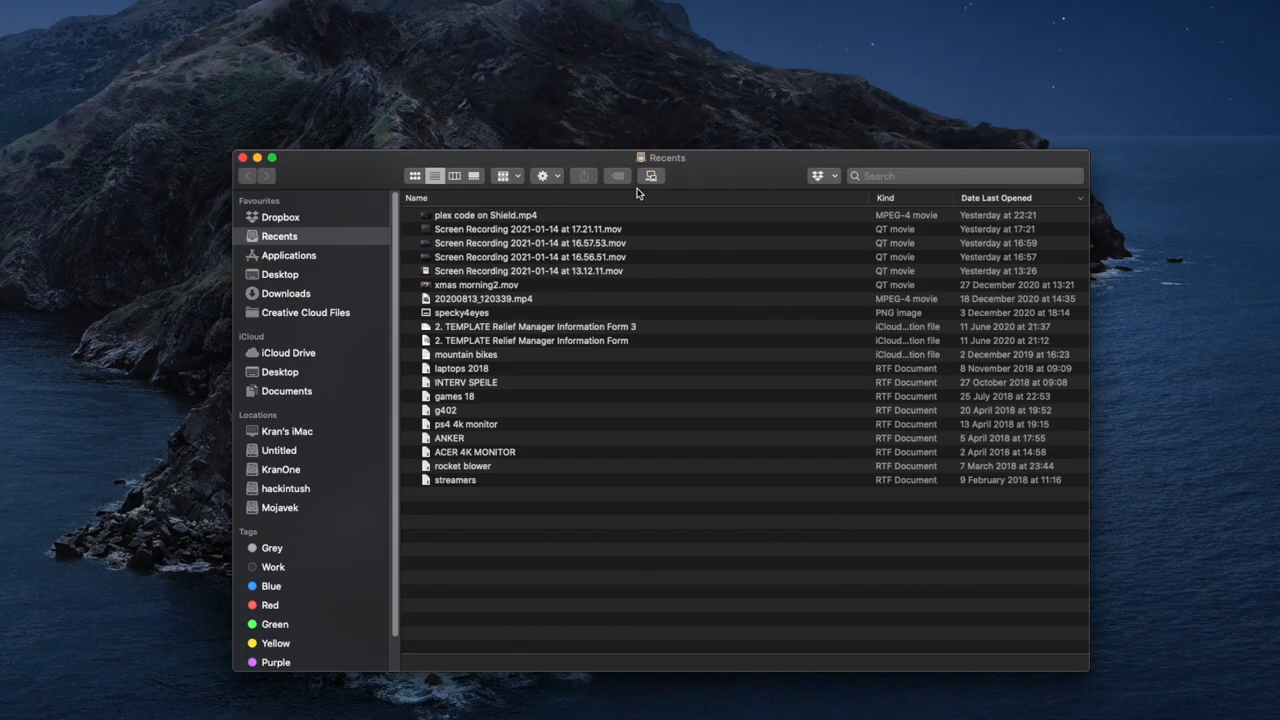 Recents
Search
Favourites
Dropbox
Recents
Applications
Desktop
Downloads
Creative Cloud Files
iCloud
iCloud Drive
Desktop
Documents
Locations
Kran's iMac
Untitled
KranOne
hackintush
Mojavek
Tags
Grey
Work
Blue
Red
Green
Yellow
Purple
Name Kind Date Last Opened
plex code on Shield.mp4 MPEG-4 movie Yesterday at 22:21
Screen Recording 2021-01-14 at 17.21.11.mov QT movie Yesterday at 17:21
Screen Recording 2021-01-14 at 16.57.53.mov QT movie Yesterday at 16:59
Screen Recording 2021-01-14 at 16.56.51.mov QT movie Yesterday at 16:57
Screen Recording 2021-01-14 at 13.12.11.mov QT movie Yesterday at 13:26
xmas morning2.mov QT movie 27 December 2020 at 13:21
20200813_120339.mp4 MPEG-4 movie 18 December 2020 at 14:35
specky4eyes PNG image 3 December 2020 at 18:14
2. TEMPLATE Relief Manager Information Form 3 iCloud...tion file 11 June 2020 at 21:37
2. TEMPLATE Relief Manager Information Form iCloud...tion file 11 June 2020 at 21:12
mountain bikes iCloud...tion file 2 December 2019 at 16:23
laptops 2018 RTF Document 8 November 2018 at 09:09
INTERV SPEILE RTF Document 27 October 2018 at 09:08
games 18 RTF Document 25 July 2018 at 22:53
g402 RTF Document 20 April 2018 at 19:52
ps4 4k monitor RTF Document 13 April 2018 at 19:15
ANKER RTF Document 5 April 2018 at 17:55
ACER 4K MONITOR RTF Document 2 April 2018 at 14:58
rocket blower RTF Document 7 March 2018 at 23:44
streamers RTF Document 9 February 2018 at 11:16